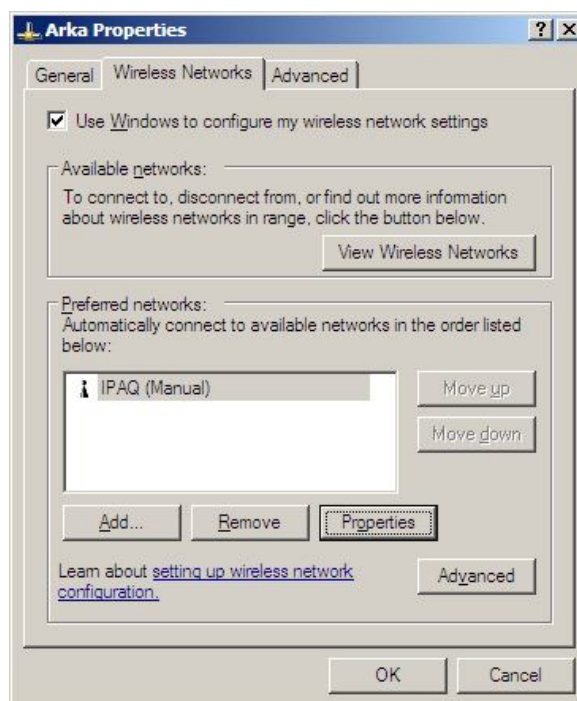 Arka Properties
General
Wireless Networks
Advanced
Use Windows to configure my wireless network settings
Available networks:
To connect to, disconnect from, or find out more information
about wireless networks in range, click the button below.
View Wireless Networks
Preferred networks:
Automatically connect to available networks in the order listed
below:
IPAQ (Manual)
Move up
Move down
Add...
Remove
Properties
Learn about setting up wireless network
configuration.
Advanced
OK
Cancel